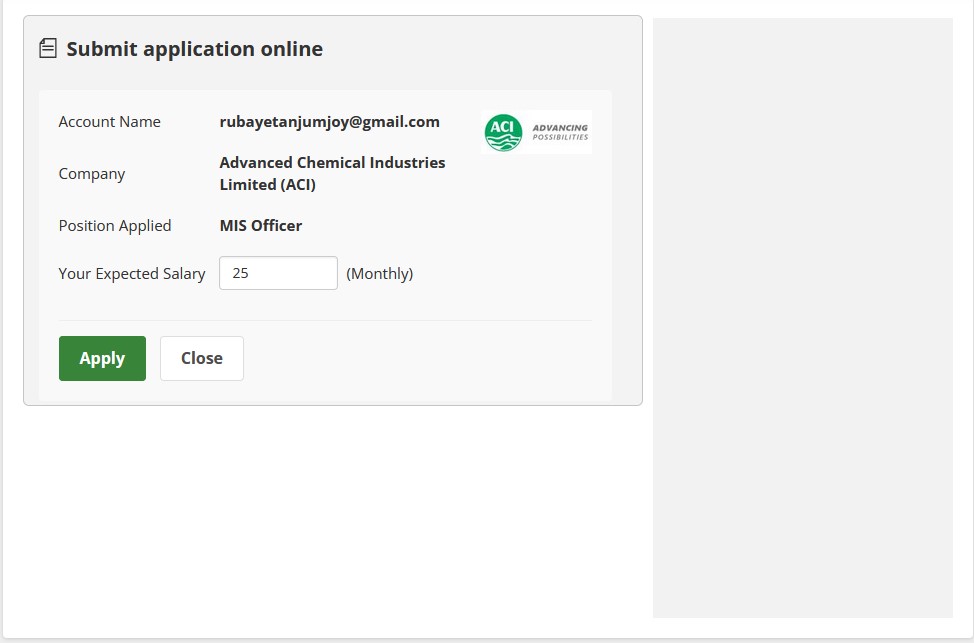 Submit application online
Account Name rubayetanjumjoy@gmail.com
ACI ADVANCING
POSSIBILITIES
Company Advanced Chemical Industries
Limited (ACI)
Position Applied MIS Officer
Your Expected Salary 25 (Monthly)
Apply Close